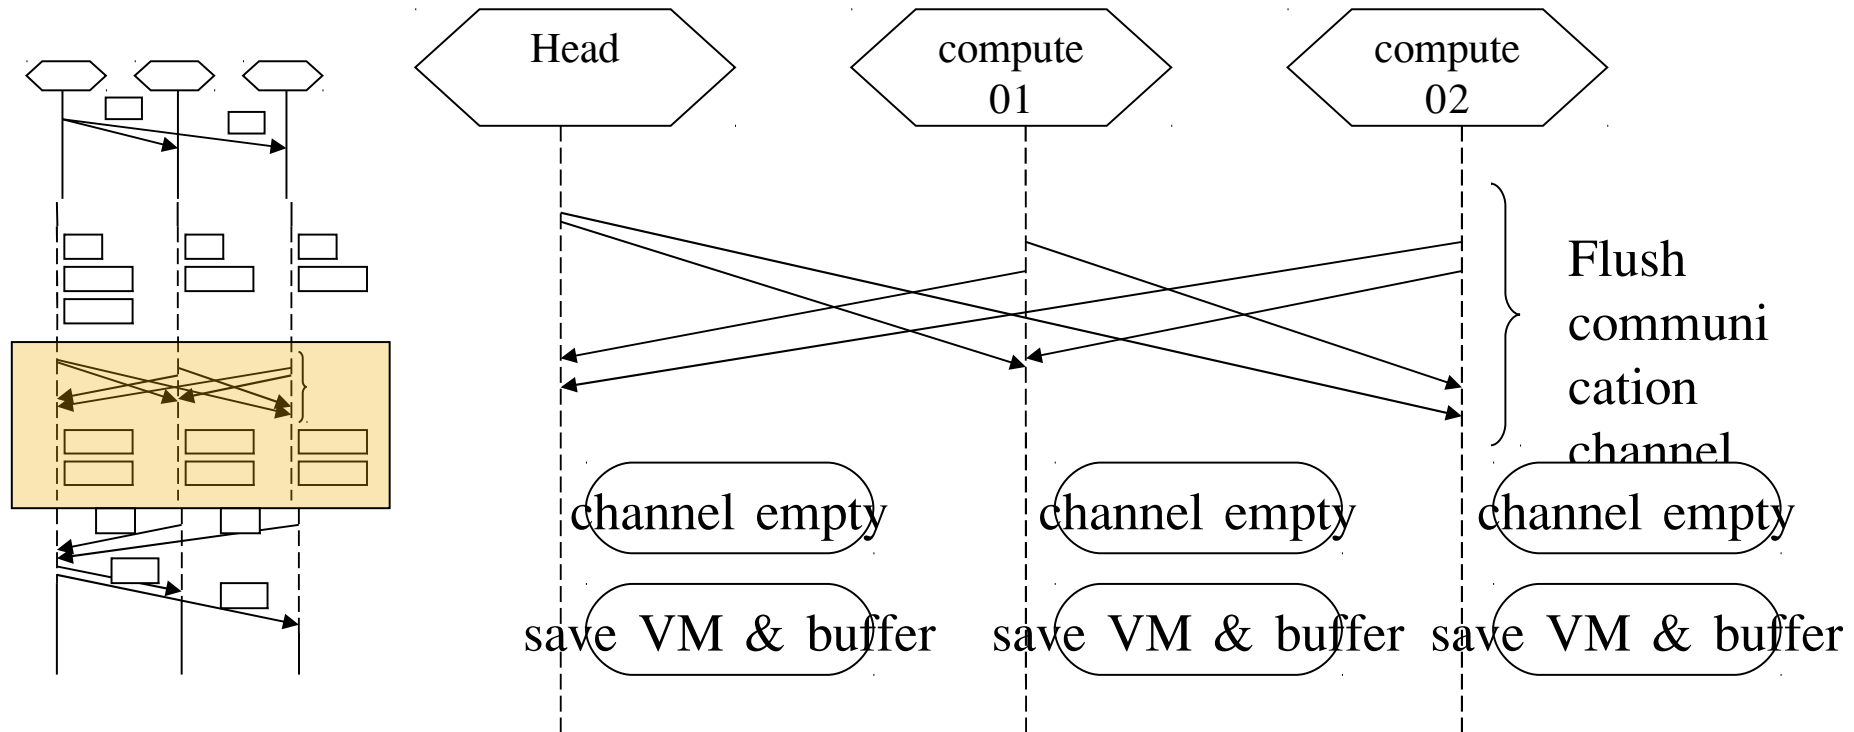 Head
compute
01
compute
02
Flush
communi
cation
channel
channel empty
channel empty
channel empty
save VM & buffer
save VM & buffer
save VM & buffer